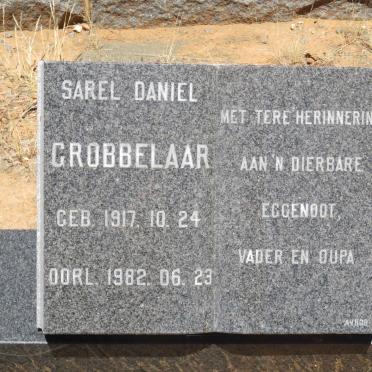 SAREL DANIEL
GROBBELAAR
GEB. 1917. 10. 24
OORL. 1982. 06. 23
MET TERE HERINNERIN
AAN 'N DIERBARE
EGGENOOT,
VADER EN OUPA